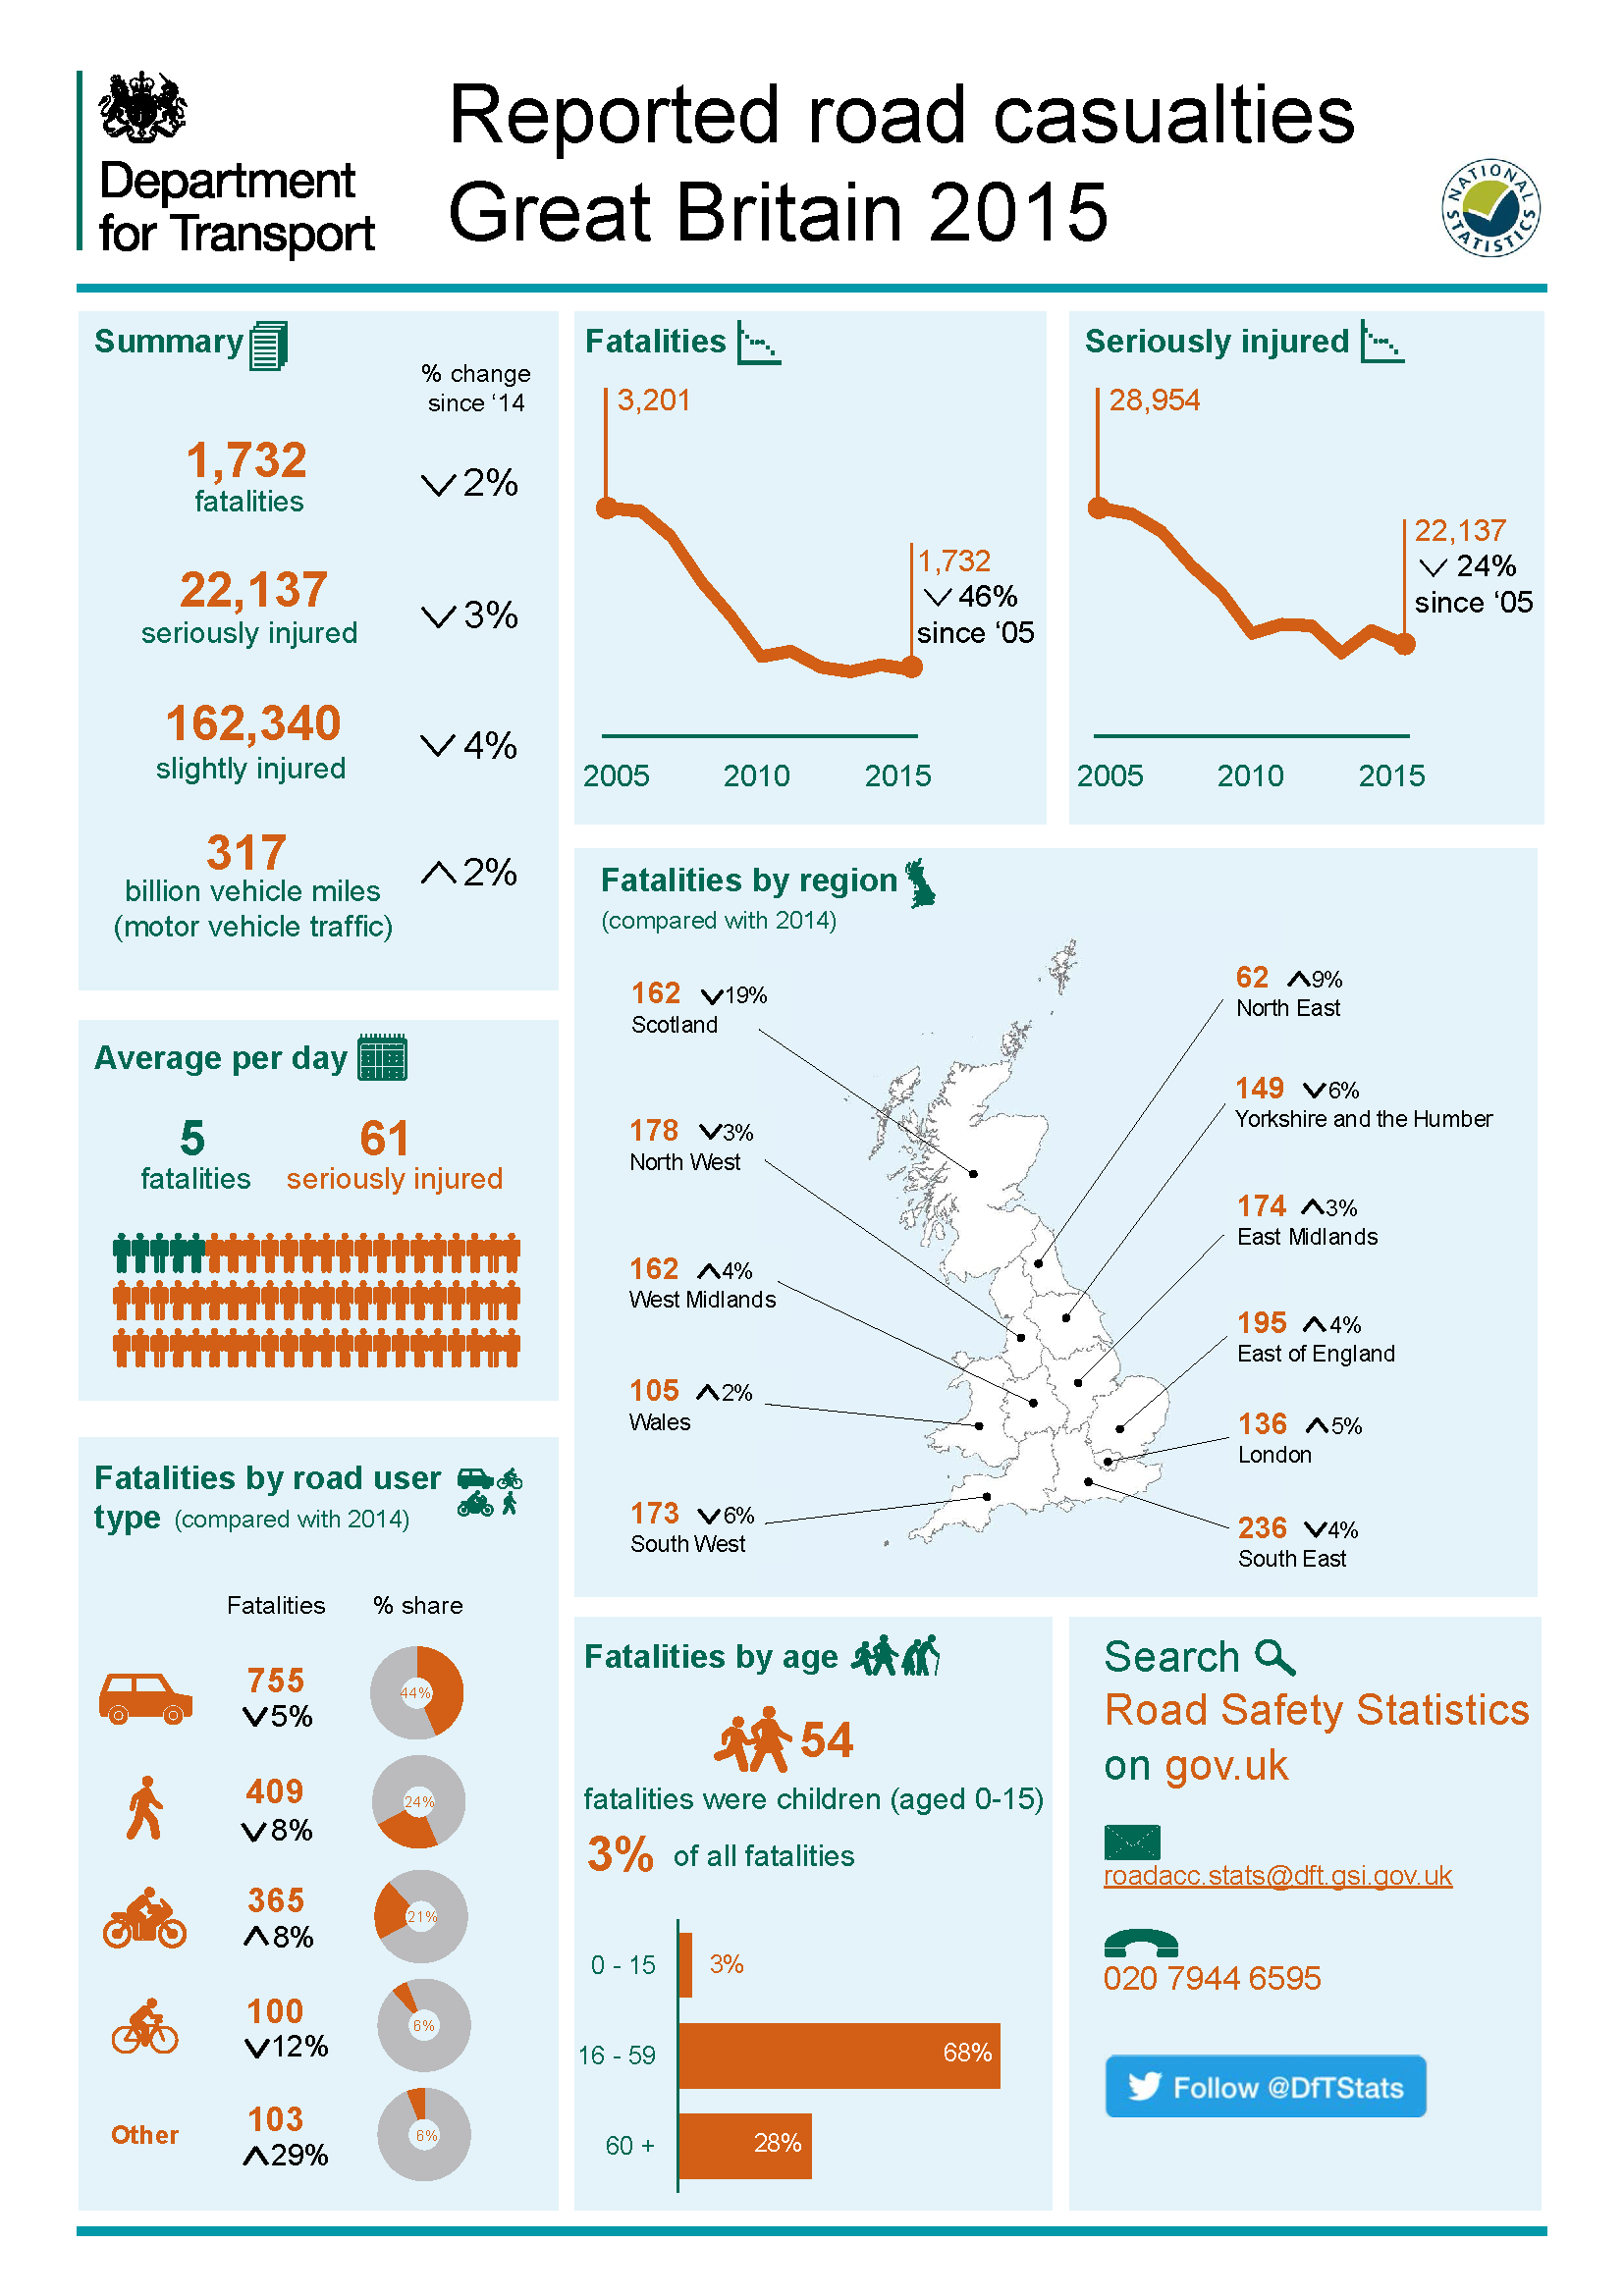 Department
for Transport
Reported road casualties
Great Britain 2015
NATIONAL STATISTICS
Summary
% change
since ‘14
1,732
fatalities
2%
22,137
seriously injured
3%
162,340
slightly injured
4%
317
billion vehicle miles
(motor vehicle traffic)
2%
Fatalities
3,201
1,732
46%
since ‘05
2005 2010 2015
Seriously injured
28,954
22,137
24%
since ‘05
2005 2010 2015
Average per day
5
fatalities
61
seriously injured
Fatalities by region
(compared with 2014)
162 19%
Scotland
178 3%
North West
162 4%
West Midlands
105 2%
Wales
173 6%
South West
62 9%
North East
149 6%
Yorkshire and the Humber
174 3%
East Midlands
195 4%
East of England
136 5%
London
236 4%
South East
Fatalities by road user
type (compared with 2014)
Fatalities % share
755
5%
44%
409
8%
24%
365
8%
21%
100
12%
6%
Other
103
29%
6%
Fatalities by age
54
fatalities were children (aged 0-15)
3% of all fatalities
0 - 15 3%
16 - 59 68%
60 + 28%
Search
Road Safety Statistics
on gov.uk
roadacc.stats@dft.gsi.gov.uk
020 7944 6595
Follow @DfTStats